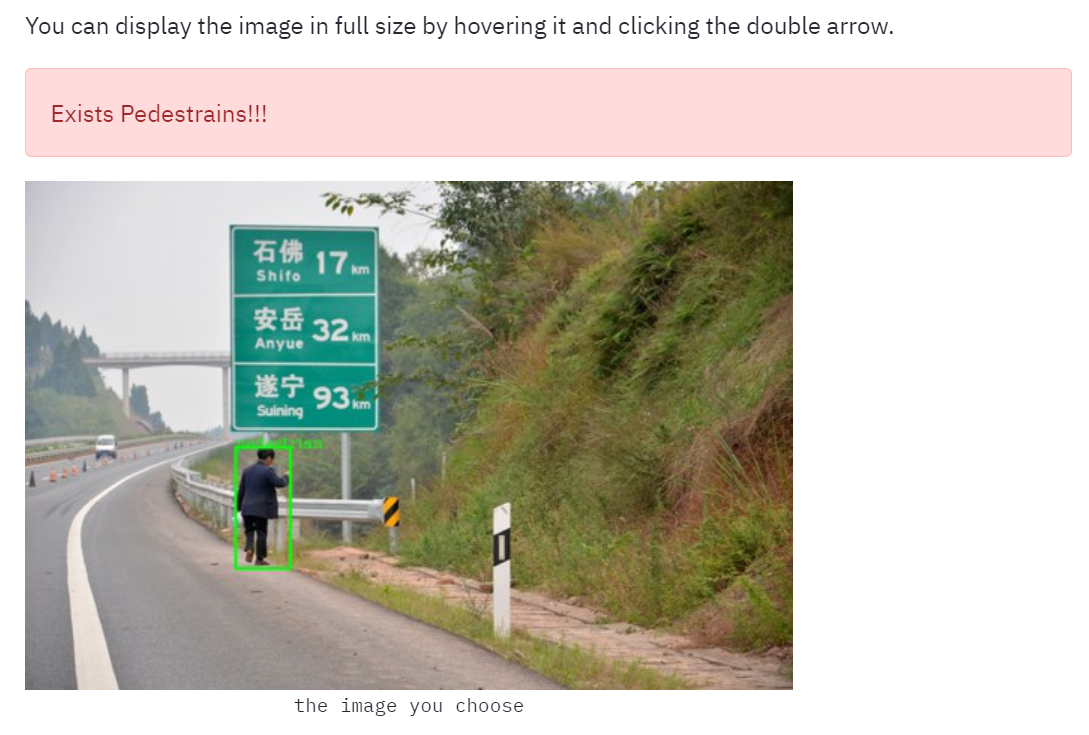 You can display the image in full size by hovering it and clicking the double arrow.
Exists Pedestrains!!!
石佛 17 km
Shifo
安岳 32 km
Anyue
遂宁 93 km
Suining
pedestrian
the image you choose